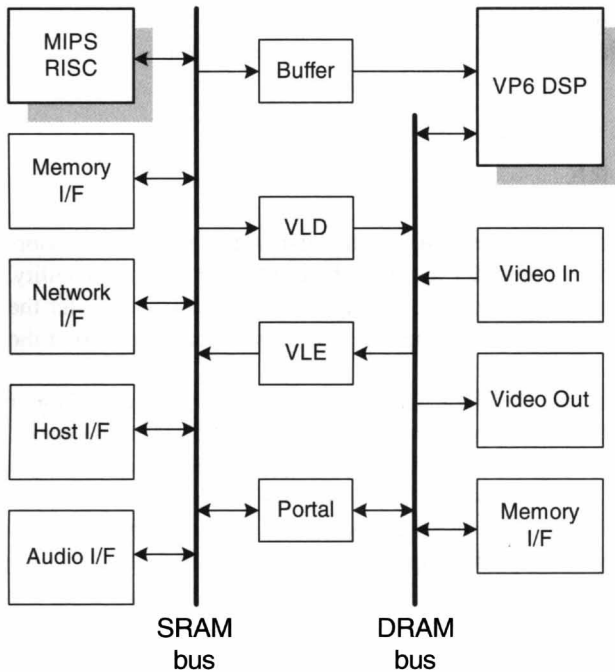 MIPS
RISC
Buffer
VP6 DSP
Memory
I/F
VLD
Video In
Network
I/F
VLE
Video Out
Host I/F
Portal
Memory
I/F
Audio I/F
SRAM
bus
DRAM
bus